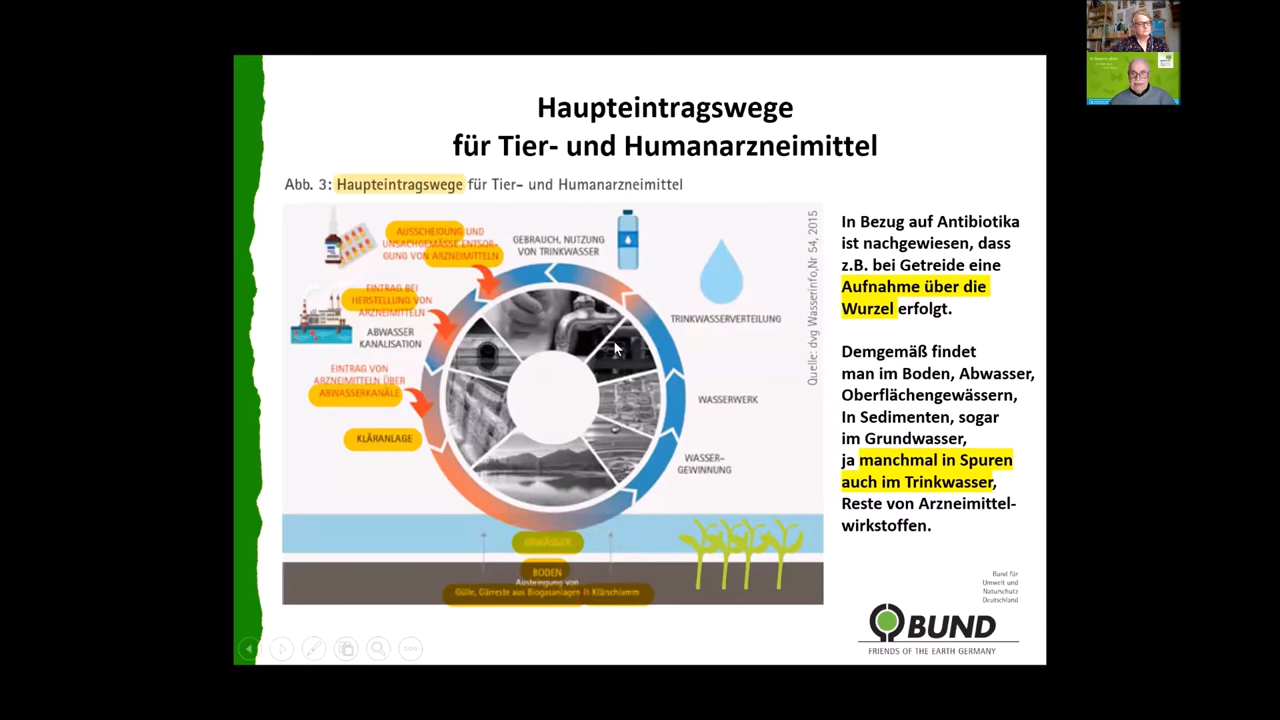 Haupteintragswege
für Tier- und Humanarzneimittel
Abb. 3: Haupteintragswege für Tier- und Humanarzneimittel
AUSSCHEIDUNG UND
UNSACHGEMÄSSE ENTSOR-
GUNG VON ARZNEIMITTELN
GEBRAUCH, NUTZUNG
VON TRINKWASSER
EINTRAG BEI
HERSTELLUNG VON
ARZNEIMITTELN
ABWASSER
KANALISATION
TRINKWASSERVERTEILUNG
EINTRAG VON
ARZNEIMITTELN ÜBER
ABWASSERKANÄLE
WASSERWERK
KLÄRANLAGE
WASSER-
GEWINNUNG
BODEN
Ausbringung von
Gülle, Gärreste aus Biogasanlagen
Klärschlamm
Quelle: dvg Wasserinfo,Nr 54, 2015
In Bezug auf Antibiotika
ist nachgewiesen, dass
z.B. bei Getreide eine
Aufnahme über die
Wurzel erfolgt.
Demgemäß findet
man im Boden, Abwasser,
Oberflächengewässern,
In Sedimenten, sogar
im Grundwasser,
ja manchmal in Spuren
auch im Trinkwasser,
Reste von Arzneimittel-
wirkstoffen.
Bund für
Umwelt und
Naturschutz
Deutschland
BUND
FRIENDS OF THE EARTH GERMANY